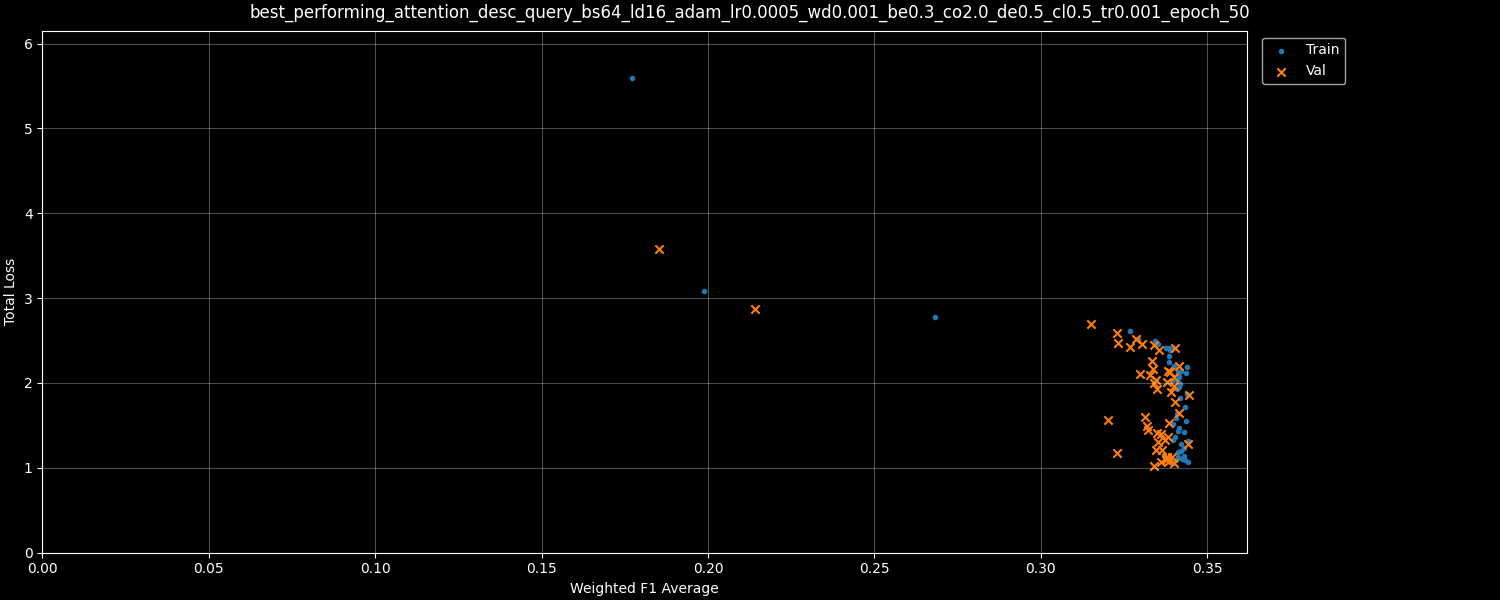 best_performing_attention_desc_query_bs64_ld16_adam_lr0.0005_wd0.001_be0.3_co2.0_de0.5_cl0.5_tr0.001_epoch_50
Train
Val
Total Loss
6
5
4
3
2
1
0
0.00 0.05 0.10 0.15 0.20 0.25 0.30 0.35
Weighted F1 Average